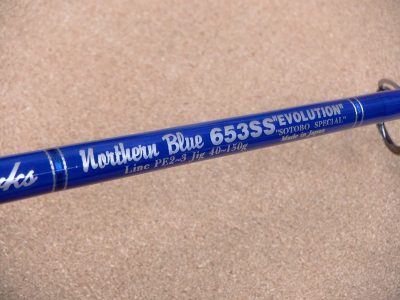 Northern Blue 653SS "EVOLUTION"
Line PE2-3 Jig 40-150g "SOTOBO SPECIAL"
Made in Japan